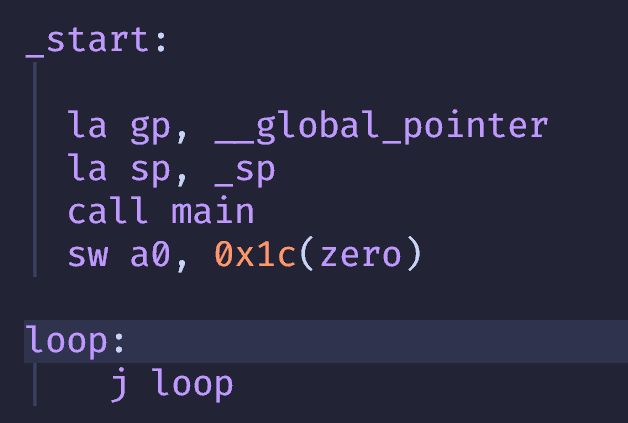 _start:
la gp, __global_pointer
la sp, _sp
call main
sw a0, 0x1c(zero)
loop:
j loop